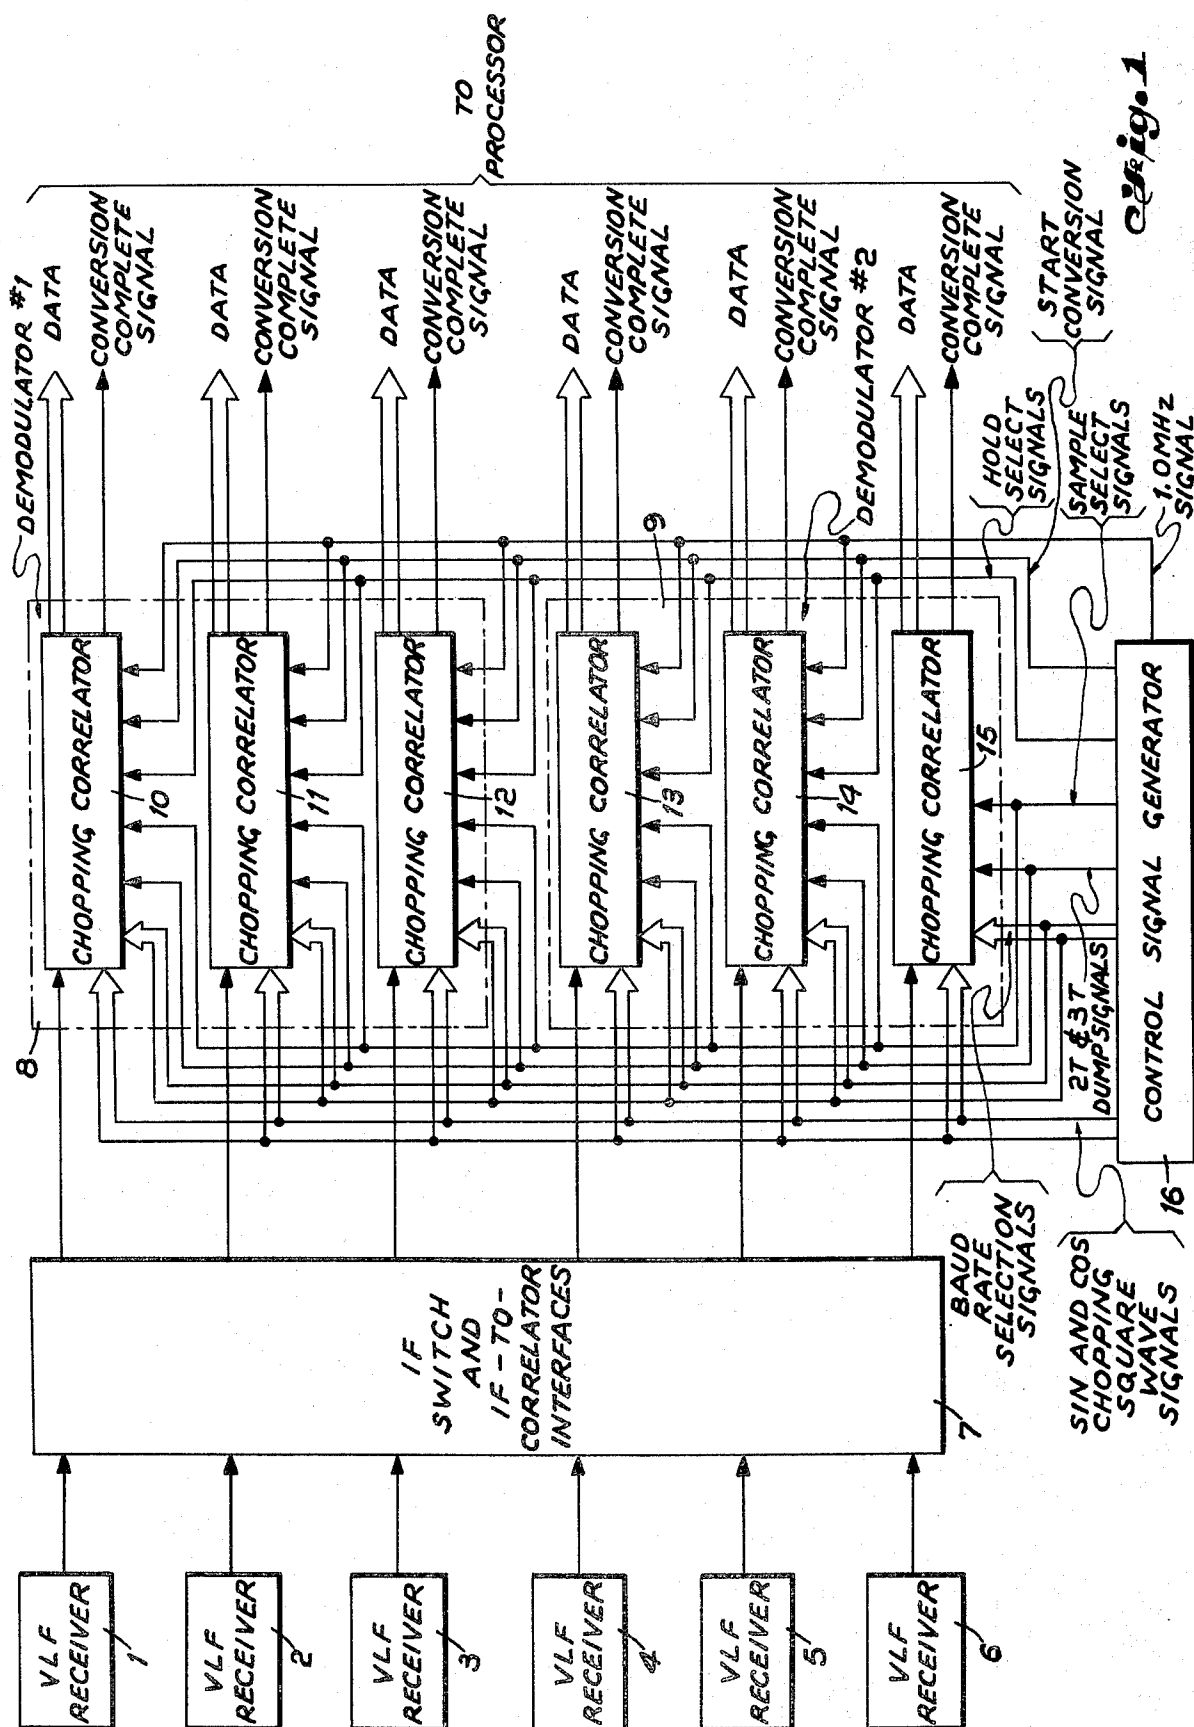 VLF
RECEIVER
1
VLF
RECEIVER
2
VLF
RECEIVER
3
VLF
RECEIVER
4
VLF
RECEIVER
5
VLF
RECEIVER
6
IF
SWITCH
AND
IF-TO-
CORRELATOR
INTERFACES
7
8
DEMODULATOR #1
CHOPPING CORRELATOR
10
DATA
CONVERSION
COMPLETE
SIGNAL
CHOPPING CORRELATOR
11
DATA
CONVERSION
COMPLETE
SIGNAL
CHOPPING CORRELATOR
12
DATA
CONVERSION
COMPLETE
SIGNAL
9
CHOPPING CORRELATOR
13
DATA
CONVERSION
COMPLETE
SIGNAL
CHOPPING CORRELATOR
14
DATA
CONVERSION
COMPLETE
SIGNAL
DEMODULATOR #2
CHOPPING CORRELATOR
15
DATA
CONVERSION
COMPLETE
SIGNAL
TO
PROCESSOR
BAUD
RATE
SELECTION
SIGNALS
SIN AND COS
CHOPPING
SQUARE
WAVE
SIGNALS
2T & 3T
DUMP SIGNALS
HOLD
SELECT
SIGNALS
SAMPLE
SELECT
SIGNALS
START
CONVERSION
SIGNAL
1.0 MHz
SIGNAL
CONTROL SIGNAL GENERATOR
16
Fig. 1